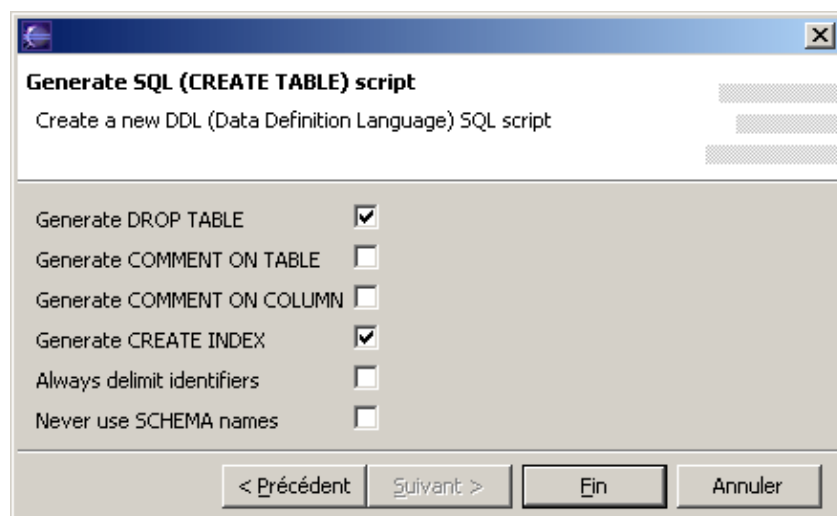 Generate SQL (CREATE TABLE) script
Create a new DDL (Data Definition Language) SQL script
Generate DROP TABLE
Generate COMMENT ON TABLE
Generate COMMENT ON COLUMN
Generate CREATE INDEX
Always delimit identifiers
Never use SCHEMA names
< Précédent Suivant > Fin Annuler